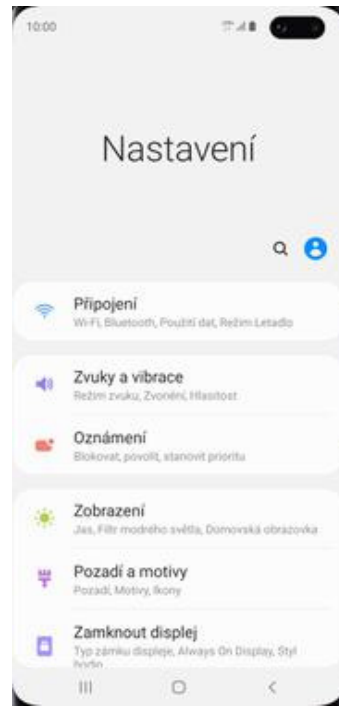 10:00
Nastavení
Připojení
Wi-Fi, Bluetooth, Použití dat, Režim Letadlo
Zvuky a vibrace
Režim zvuku, Zvonění, Hlasitost
Oznámení
Blokovat, povolit, stanovit prioritu
Zobrazení
Jas, Filtr modrého světla, Domovská obrazovka
Pozadí a motivy
Pozadí, Motivy, Ikony
Zamknout displej
Typ zámku displeje, Always On Display, Styl
hodin